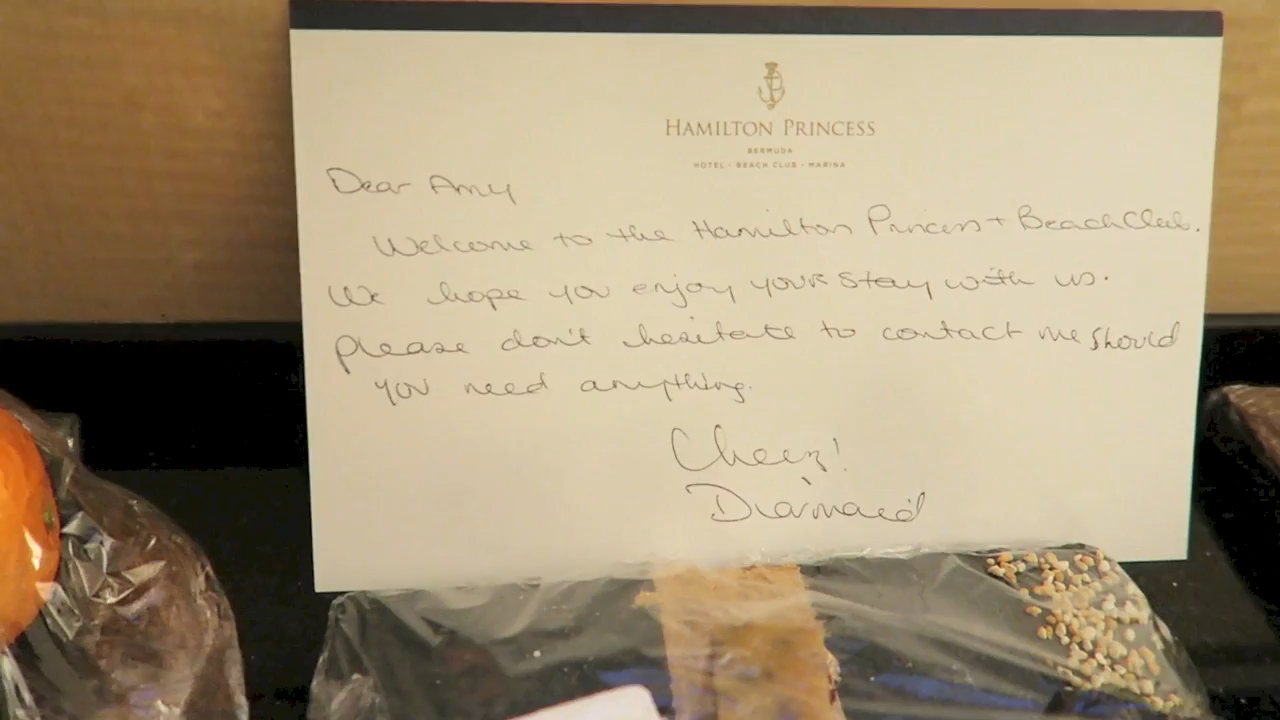 HAMILTON PRINCESS
BERMUDA
HOTEL - BEACH CLUB - MARINA
Dear Amy
Welcome to the Hamilton Princess + Beach Club.
We hope you enjoy your stay with us.
Please don't hesitate to contact me should
you need anything.
Cheers!
Diarmaid